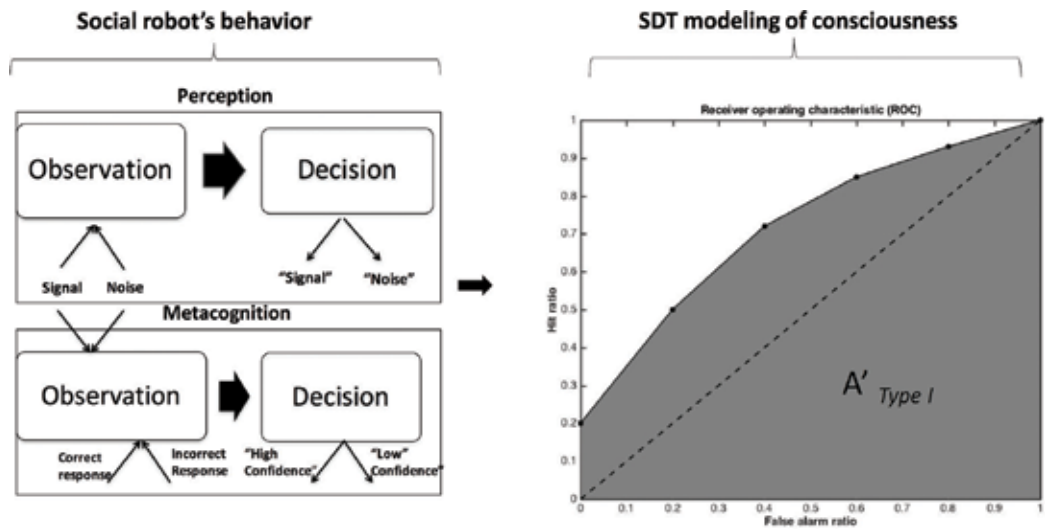 Social robot's behavior
SDT modeling of consciousness
Perception
Observation
Decision
Signal
Noise
"Signal"
"Noise"
Metacognition
Observation
Decision
Correct
response
Incorrect
Response
"High
Confidence"
"Low"
Confidence"
Receiver operating characteristic (ROC)
Hit ratio
1
0.9
0.8
0.7
0.6
0.5
0.4
0.3
0.2
0.1
0
A' Type I
0 0.1 0.2 0.3 0.4 0.5 0.6 0.7 0.8 0.9 1
False alarm ratio